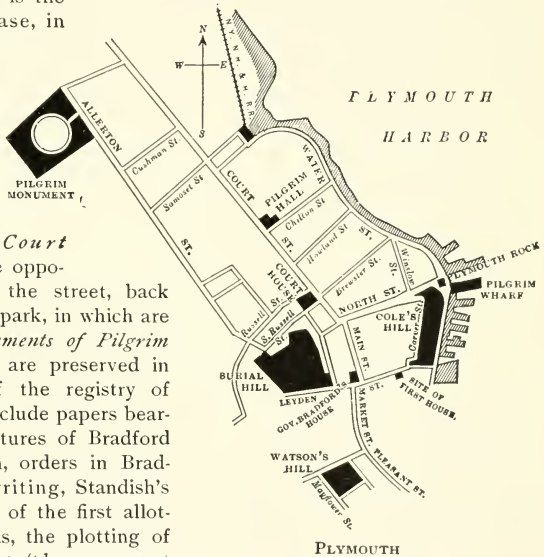 is the
ase, in
N
W
E
S
N.Y. N.H. & H. R.R.
PLYMOUTH
HARBOR
ALLERTON
ST.
PILGRIM
MONUMENT
Cushman St.
Samoset St
COURT
ST.
PILGRIM
HALL
WATER
ST.
Chilton St
Howland St
Brewster St.
Winslow
St.
NORTH ST.
PLYMOUTH ROCK
PILGRIM
WHARF
COURT
HOUSE
Russell St.
S. Russell
St.
COLE'S
HILL
Carver St.
MAIN ST.
BURIAL
HILL
LEYDEN
ST.
GOV. BRADFORD'S
HOUSE
SITE OF
FIRST HOUSE.
MARKET ST.
PLEASANT ST.
WATSON'S
HILL
Mayflower St.
PLYMOUTH
Court
e oppo-
the street, back
park, in which are
ements of Pilgrim
are preserved in
f the registry of
clude papers bear-
tures of Bradford
n, orders in Brad-
riting, Standish's
of the first allot-
s, the plotting of